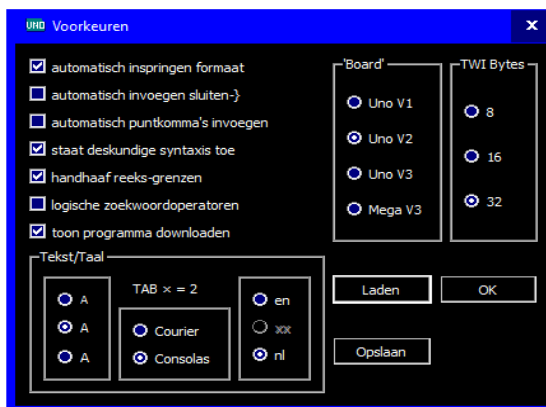 UNO Voorkeuren x
automatisch inspringen formaat
automatisch invoegen sluiten-}
automatisch puntkomma's invoegen
staat deskundige syntaxis toe
handhaaf reeks-grenzen
logische zoekwoordoperatoren
toon programma downloaden
'Board'
Uno V1
Uno V2
Uno V3
Mega V3
TWI Bytes
8
16
32
Tekst/Taal
A
A
A
TAB × = 2
Courier
Consolas
en
xx
nl
Laden
OK
Opslaan